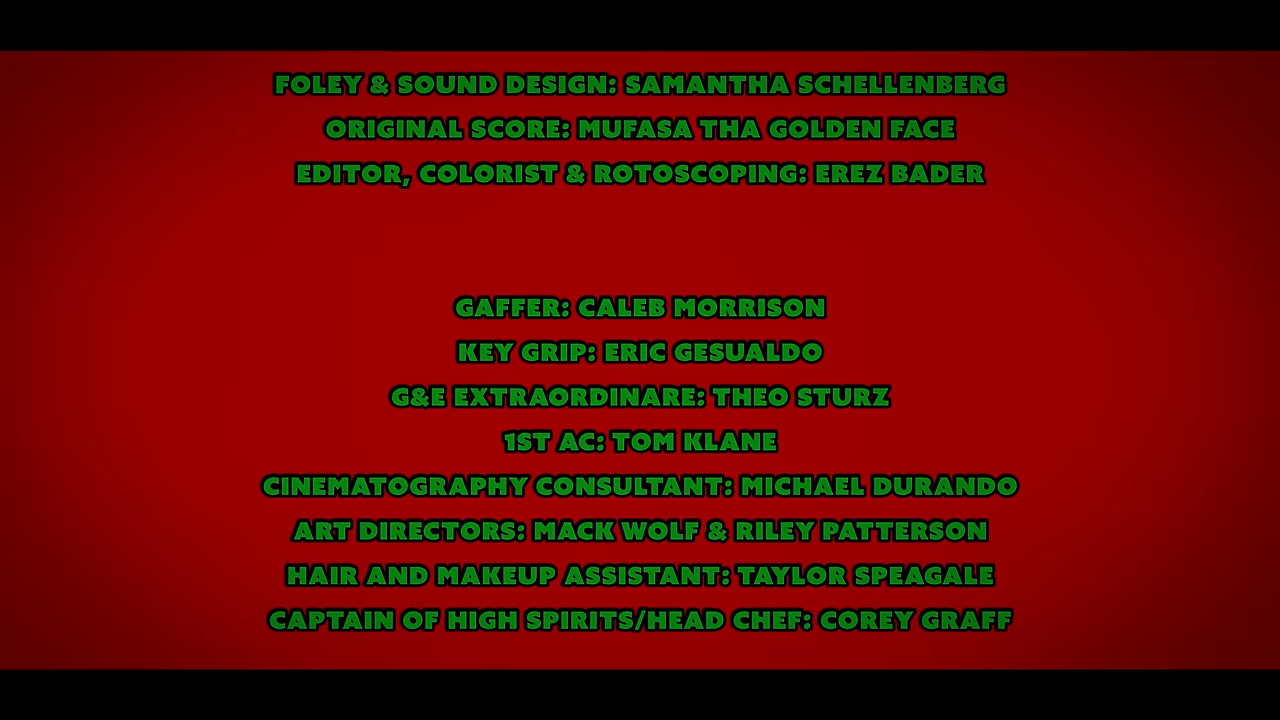 FOLEY & SOUND DESIGN: SAMANTHA SCHELLENBERG
ORIGINAL SCORE: MUFASA THA GOLDEN FACE
EDITOR, COLORIST & ROTOSCOPING: EREZ BADER
GAFFER: CALEB MORRISON
KEY GRIP: ERIC GESUALDO
G&E EXTRAORDINARE: THEO STURZ
1ST AC: TOM KLANE
CINEMATOGRAPHY CONSULTANT: MICHAEL DURANDO
ART DIRECTORS: MACK WOLF & RILEY PATTERSON
HAIR AND MAKEUP ASSISTANT: TAYLOR SPEAGALE
CAPTAIN OF HIGH SPIRITS/HEAD CHEF: COREY GRAFF